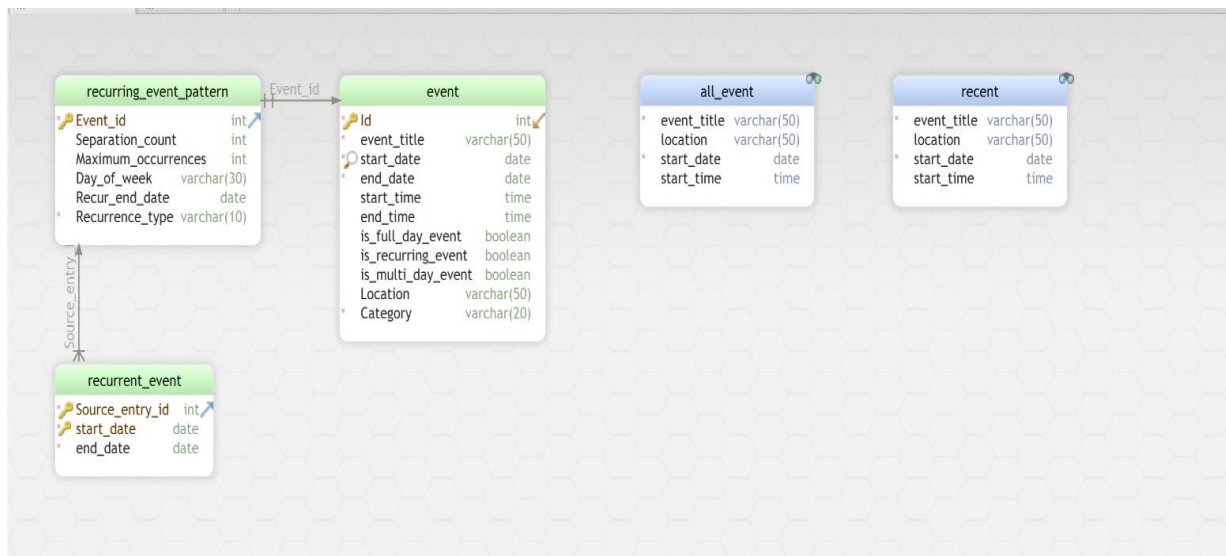 recurring_event_pattern
Event_id int
Separation_count int
Maximum_occurrences int
Day_of_week varchar(30)
Recur_end_date date
Recurrence_type varchar(10)
Event_id
event
Id int
event_title varchar(50)
start_date date
end_date date
start_time time
end_time time
is_full_day_event boolean
is_recurring_event boolean
is_multi_day_event boolean
Location varchar(50)
Category varchar(20)
all_event
event_title varchar(50)
location varchar(50)
start_date date
start_time time
recent
event_title varchar(50)
location varchar(50)
start_date date
start_time time
recurrent_event
Source_entry_id int
start_date date
end_date date